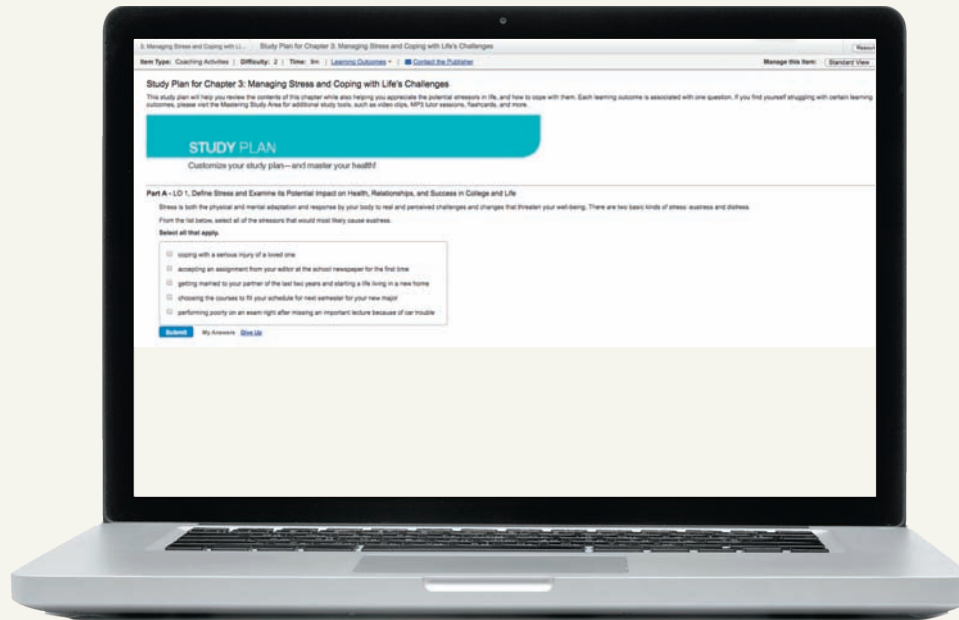 3. Managing Stress and Coping with Li... Study Plan for Chapter 3: Managing Stress and Coping with Life's Challenges
Item Type: Coaching Activities | Difficulty: 2 | Time: 9m | Learning Outcomes | Contact the Publisher Manage this Item: Standard View
Study Plan for Chapter 3: Managing Stress and Coping with Life's Challenges
This study plan will help you review the contents of this chapter while also helping you appreciate the potential stressors in life, and how to cope with them. Each learning outcome is associated with one question. If you find yourself struggling with certain learning
outcomes, please visit the Mastering Study Area for additional study tools, such as video clips, MP3 tutor sessions, flashcards, and more.
STUDY PLAN
Customize your study plan—and master your health!
Part A - LO 1, Define Stress and Examine its Potential Impact on Health, Relationships, and Success in College and Life
Stress is both the physical and mental adaptation and response by your body to real and perceived challenges and changes that threaten your well-being. There are two basic kinds of stress: eustress and distress.
From the list below, select all of the stressors that would most likely cause eustress.
Select all that apply.
coping with a serious injury of a loved one
accepting an assignment from your editor at the school newspaper for the first time
getting married to your partner of the last two years and starting a life living in a new home
choosing the courses to fill your schedule for next semester for your new major
performing poorly on an exam right after missing an important lecture because of car trouble
Submit My Answers Give Up